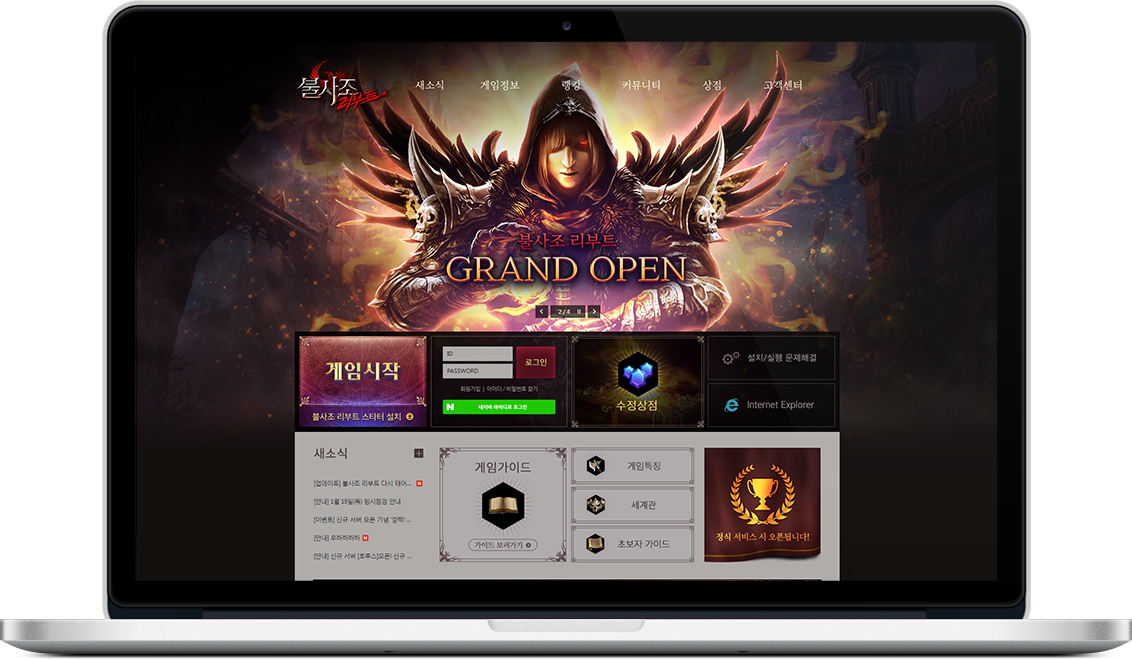 불사조
리부트
새소식
게임정보
랭킹
커뮤니티
상점
고객센터
불사조 리부트
GRAND OPEN
2/4
게임시작
불사조 리부트 스타터 설치
ID
PASSWORD
로그인
회원가입 | 아이디 / 비밀번호 찾기
N 네이버 아이디로 로그인
수정상점
설치/실행 문제해결
Internet Explorer
새소식
[업데이트] 불사조 리부트 다시 태어... N
[안내] 1월 19일(목) 임시점검 안내
[이벤트] 신규 서버 오픈 기념 '깜짝! ...
[안내] 우하하하하 N
[안내] 신규 서버 [호루스]오픈! 신규 ...
게임가이드
가이드 보러가기
게임특징
세계관
초보자 가이드
정식 서비스 시 오픈됩니다!